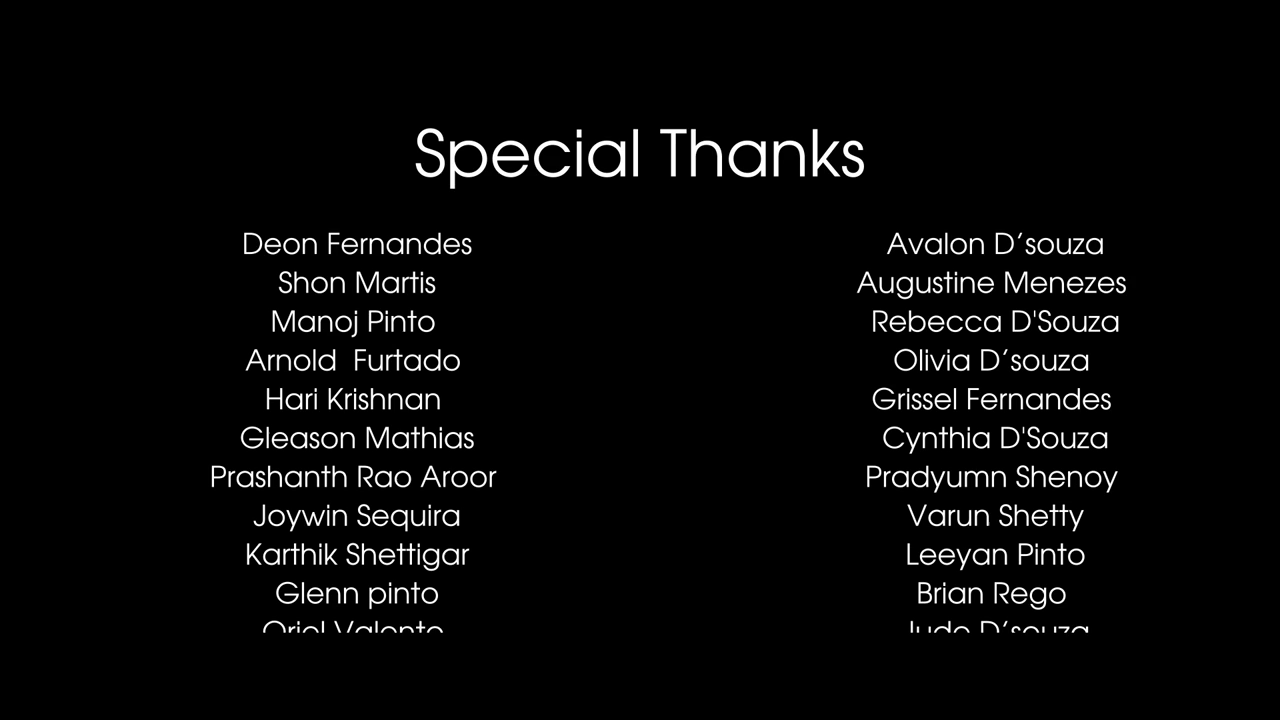 Special Thanks
Deon Fernandes
Shon Martis
Manoj Pinto
Arnold  Furtado
Hari Krishnan
Gleason Mathias
Prashanth Rao Aroor
Joywin Sequira
Karthik Shettigar
Glenn pinto
Avalon D’souza
Augustine Menezes
Rebecca D'Souza
Olivia D’souza
Grissel Fernandes
Cynthia D'Souza
Pradyumn Shenoy
Varun Shetty
Leeyan Pinto
Brian Rego
D’souza